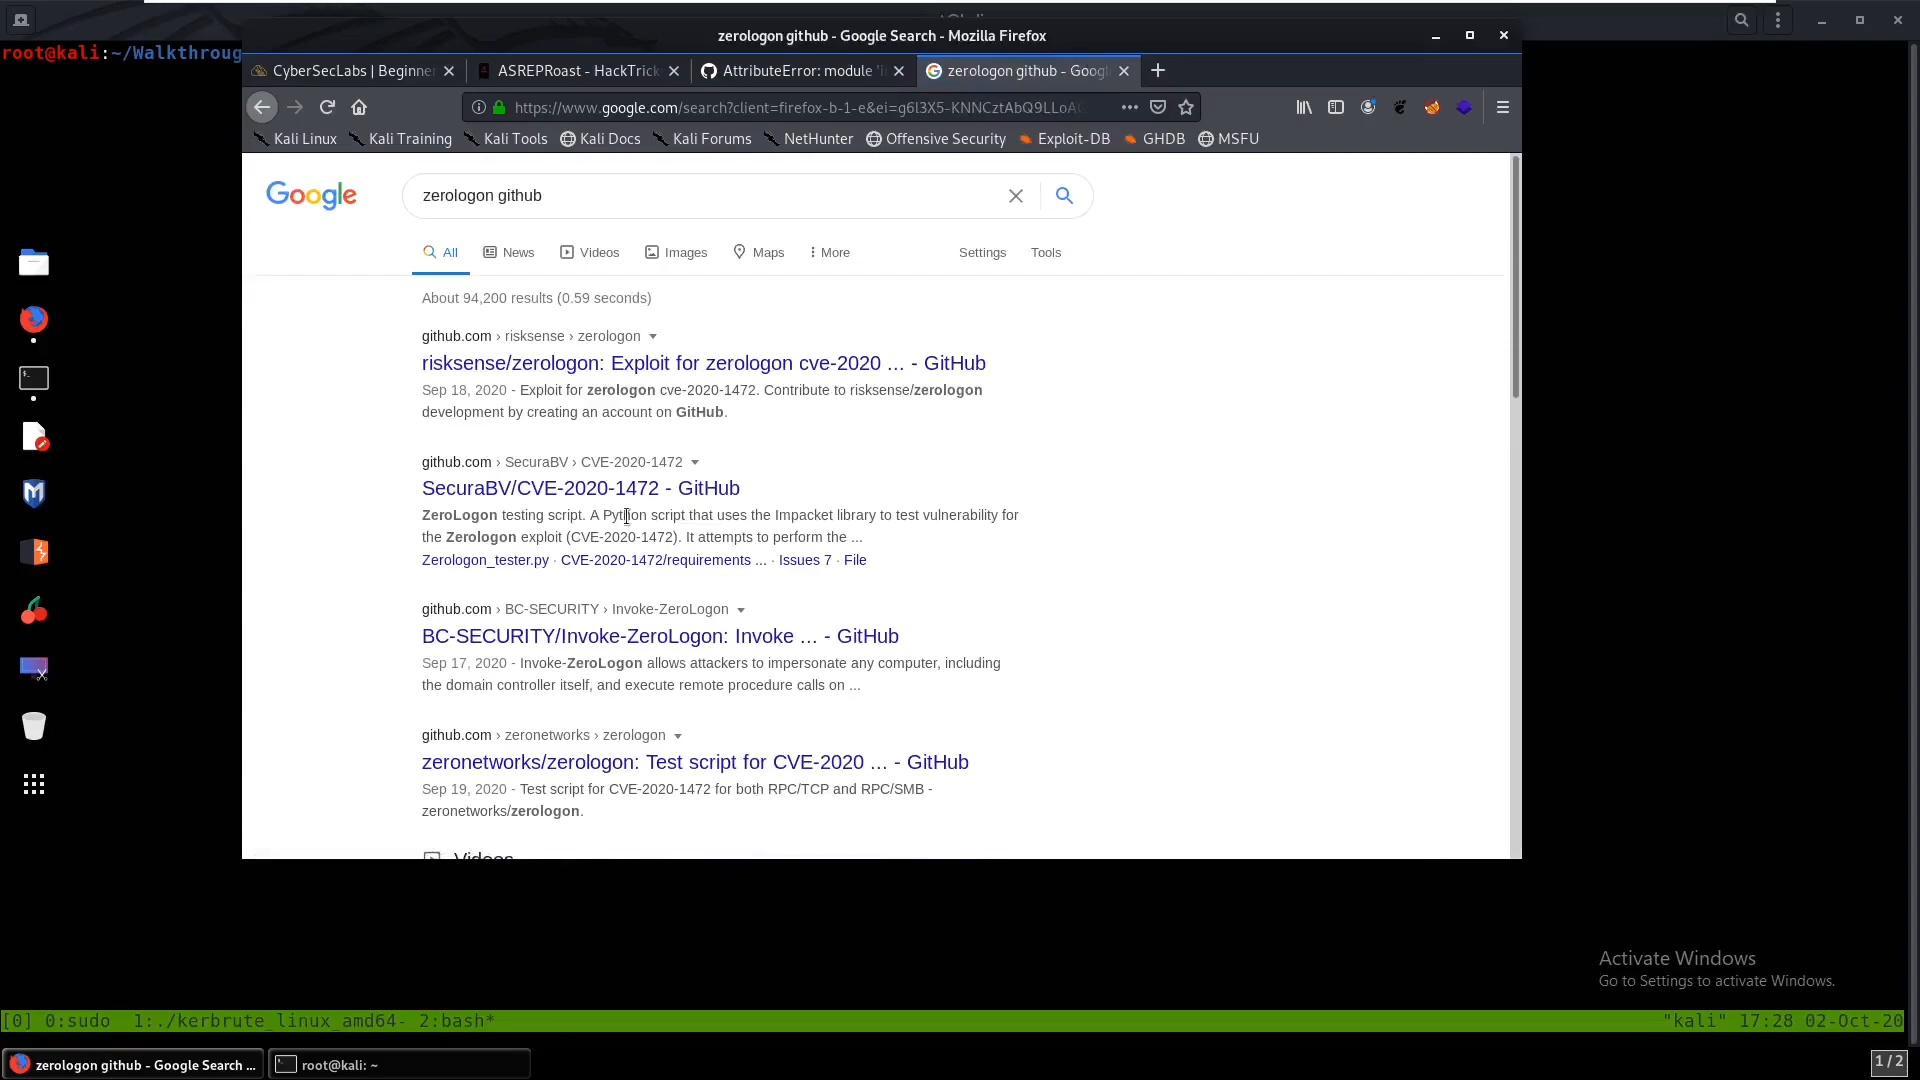 zerologon github - Google Search - Mozilla Firefox
root@kali:~/Walkthroug
CyberSecLabs | Beginne
ASREPRoast - HackTrick
AttributeError: module 'i
zerologon github - Googl
https://www.google.com/search?client=firefox-b-1-e&ei=g6l3X5-KNNCztAbQ9LLoA
Kali Linux
Kali Training
Kali Tools
Kali Docs
Kali Forums
NetHunter
Offensive Security
Exploit-DB
GHDB
MSFU
Google
zerologon github
All
News
Videos
Images
Maps
More
Settings
Tools
About 94,200 results (0.59 seconds)
github.com › risksense › zerologon
risksense/zerologon: Exploit for zerologon cve-2020 ... - GitHub
Sep 18, 2020 - Exploit for zerologon cve-2020-1472. Contribute to risksense/zerologon
development by creating an account on GitHub.
github.com › SecuraBV › CVE-2020-1472
SecuraBV/CVE-2020-1472 - GitHub
ZeroLogon testing script. A Python script that uses the Impacket library to test vulnerability for
the Zerologon exploit (CVE-2020-1472). It attempts to perform the ...
Zerologon_tester.py · CVE-2020-1472/requirements ... · Issues 7 · File
github.com › BC-SECURITY › Invoke-ZeroLogon
BC-SECURITY/Invoke-ZeroLogon: Invoke ... - GitHub
Sep 17, 2020 - Invoke-ZeroLogon allows attackers to impersonate any computer, including
the domain controller itself, and execute remote procedure calls on ...
github.com › zeronetworks › zerologon
zeronetworks/zerologon: Test script for CVE-2020 ... - GitHub
Sep 19, 2020 - Test script for CVE-2020-1472 for both RPC/TCP and RPC/SMB -
zeronetworks/zerologon.
Videos
Activate Windows
Go to Settings to activate Windows.
[0] 0:sudo  1:./kerbrute_linux_amd64- 2:bash*
"kali" 17:28 02-Oct-20
zerologon github - Google Search ...
root@kali: ~
1 / 2